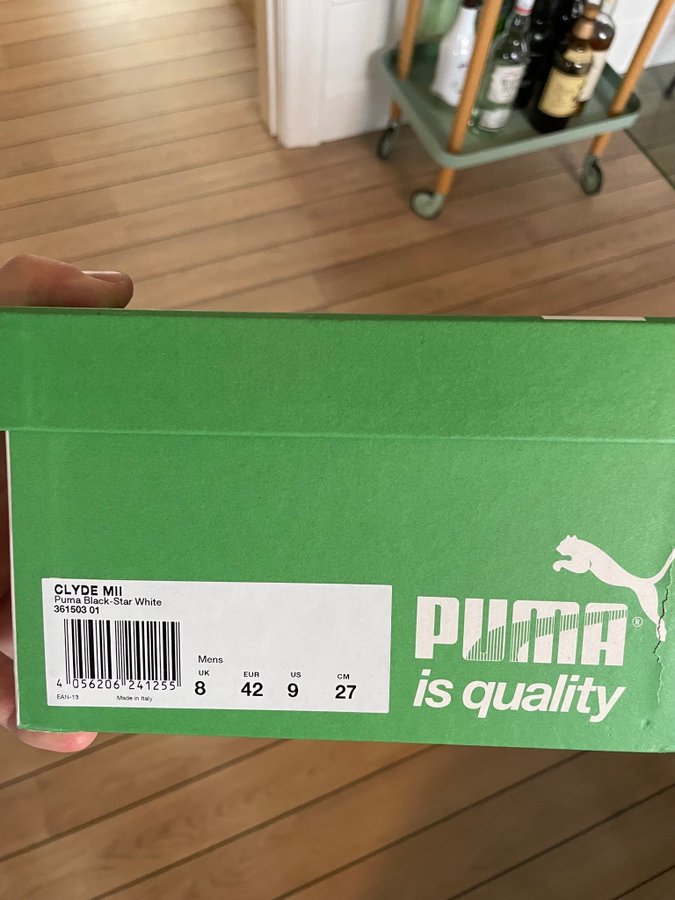 CLYDE MII
Puma Black-Star White
361503 01
Mens
UK EUR US CM
8 42 9 27
4 056206 241255
EAN-13 Made in Italy
PUMA®
is quality